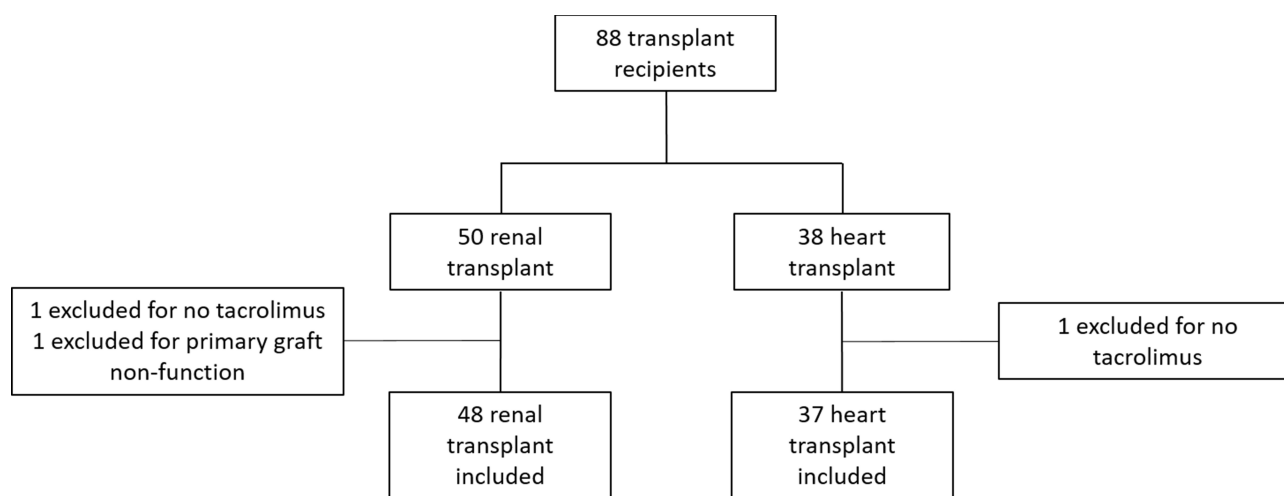 88 transplant
recipients
50 renal
transplant
38 heart
transplant
1 excluded for no tacrolimus
1 excluded for primary graft
non-function
1 excluded for no
tacrolimus
48 renal
transplant
included
37 heart
transplant
included